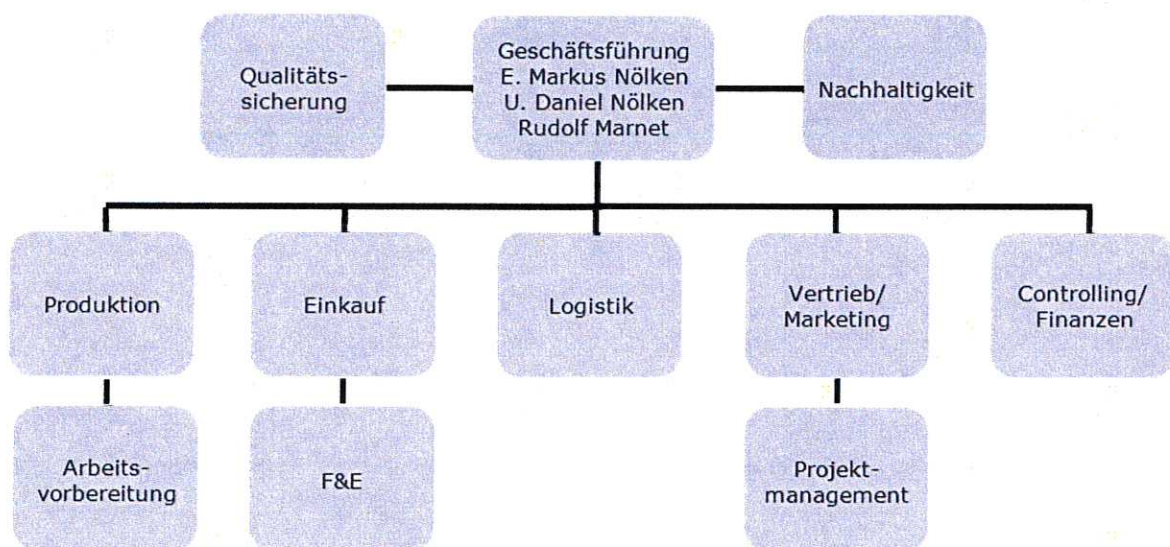 Qualitäts-
sicherung
Geschäftsführung
E. Markus Nölken
U. Daniel Nölken
Rudolf Marnet
Nachhaltigkeit
Produktion
Einkauf
Logistik
Vertrieb/
Marketing
Controlling/
Finanzen
Arbeits-
vorbereitung
F&E
Projekt-
management